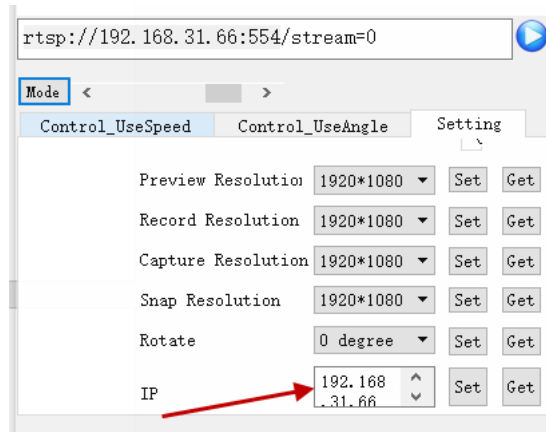 rtsp://192.168.31.66:554/stream=0
Mode
Control_UseSpeed Control_UseAngle Setting
Preview Resolution 1920*1080 Set Get
Record Resolution 1920*1080 Set Get
Capture Resolution 1920*1080 Set Get
Snap Resolution 1920*1080 Set Get
Rotate 0 degree Set Get
IP 192.168 Set Get
.31.66